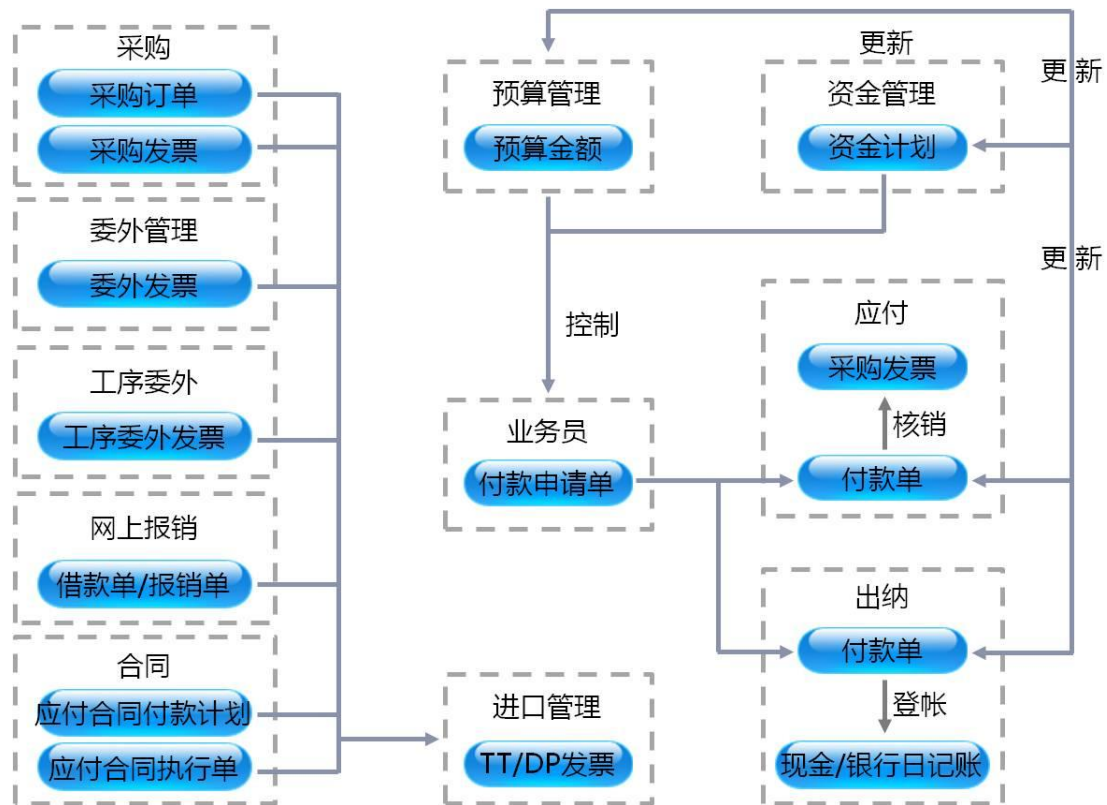 采购
采购订单
采购发票
委外管理
委外发票
工序委外
工序委外发票
网上报销
借款单/报销单
合同
应付合同付款计划
应付合同执行单
预算管理
预算金额
更新
资金管理
资金计划
更新
更新
控制
业务员
付款申请单
应付
采购发票
核销
付款单
出纳
付款单
登帐
现金/银行日记账
进口管理
TT/DP发票